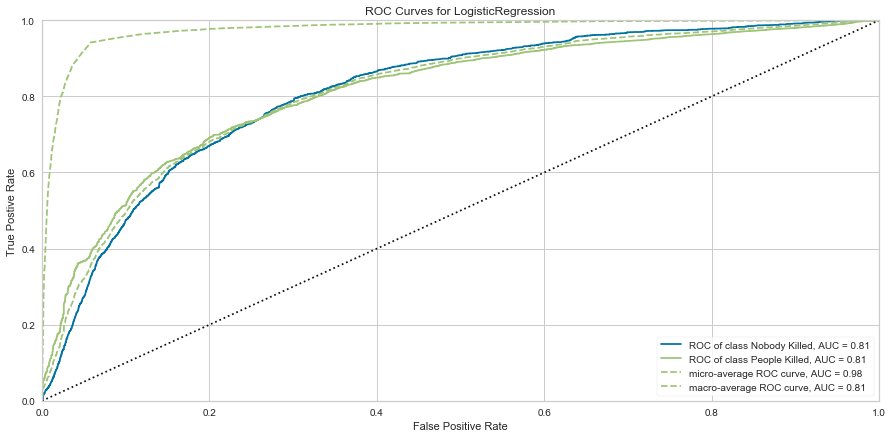 ROC Curves for LogisticRegression
1.0
0.8
0.6
0.4
0.2
0.0
True Postive Rate
0.0 0.2 0.4 0.6 0.8 1.0
False Positive Rate
ROC of class Nobody Killed, AUC = 0.81
ROC of class People Killed, AUC = 0.81
micro-average ROC curve, AUC = 0.98
macro-average ROC curve, AUC = 0.81